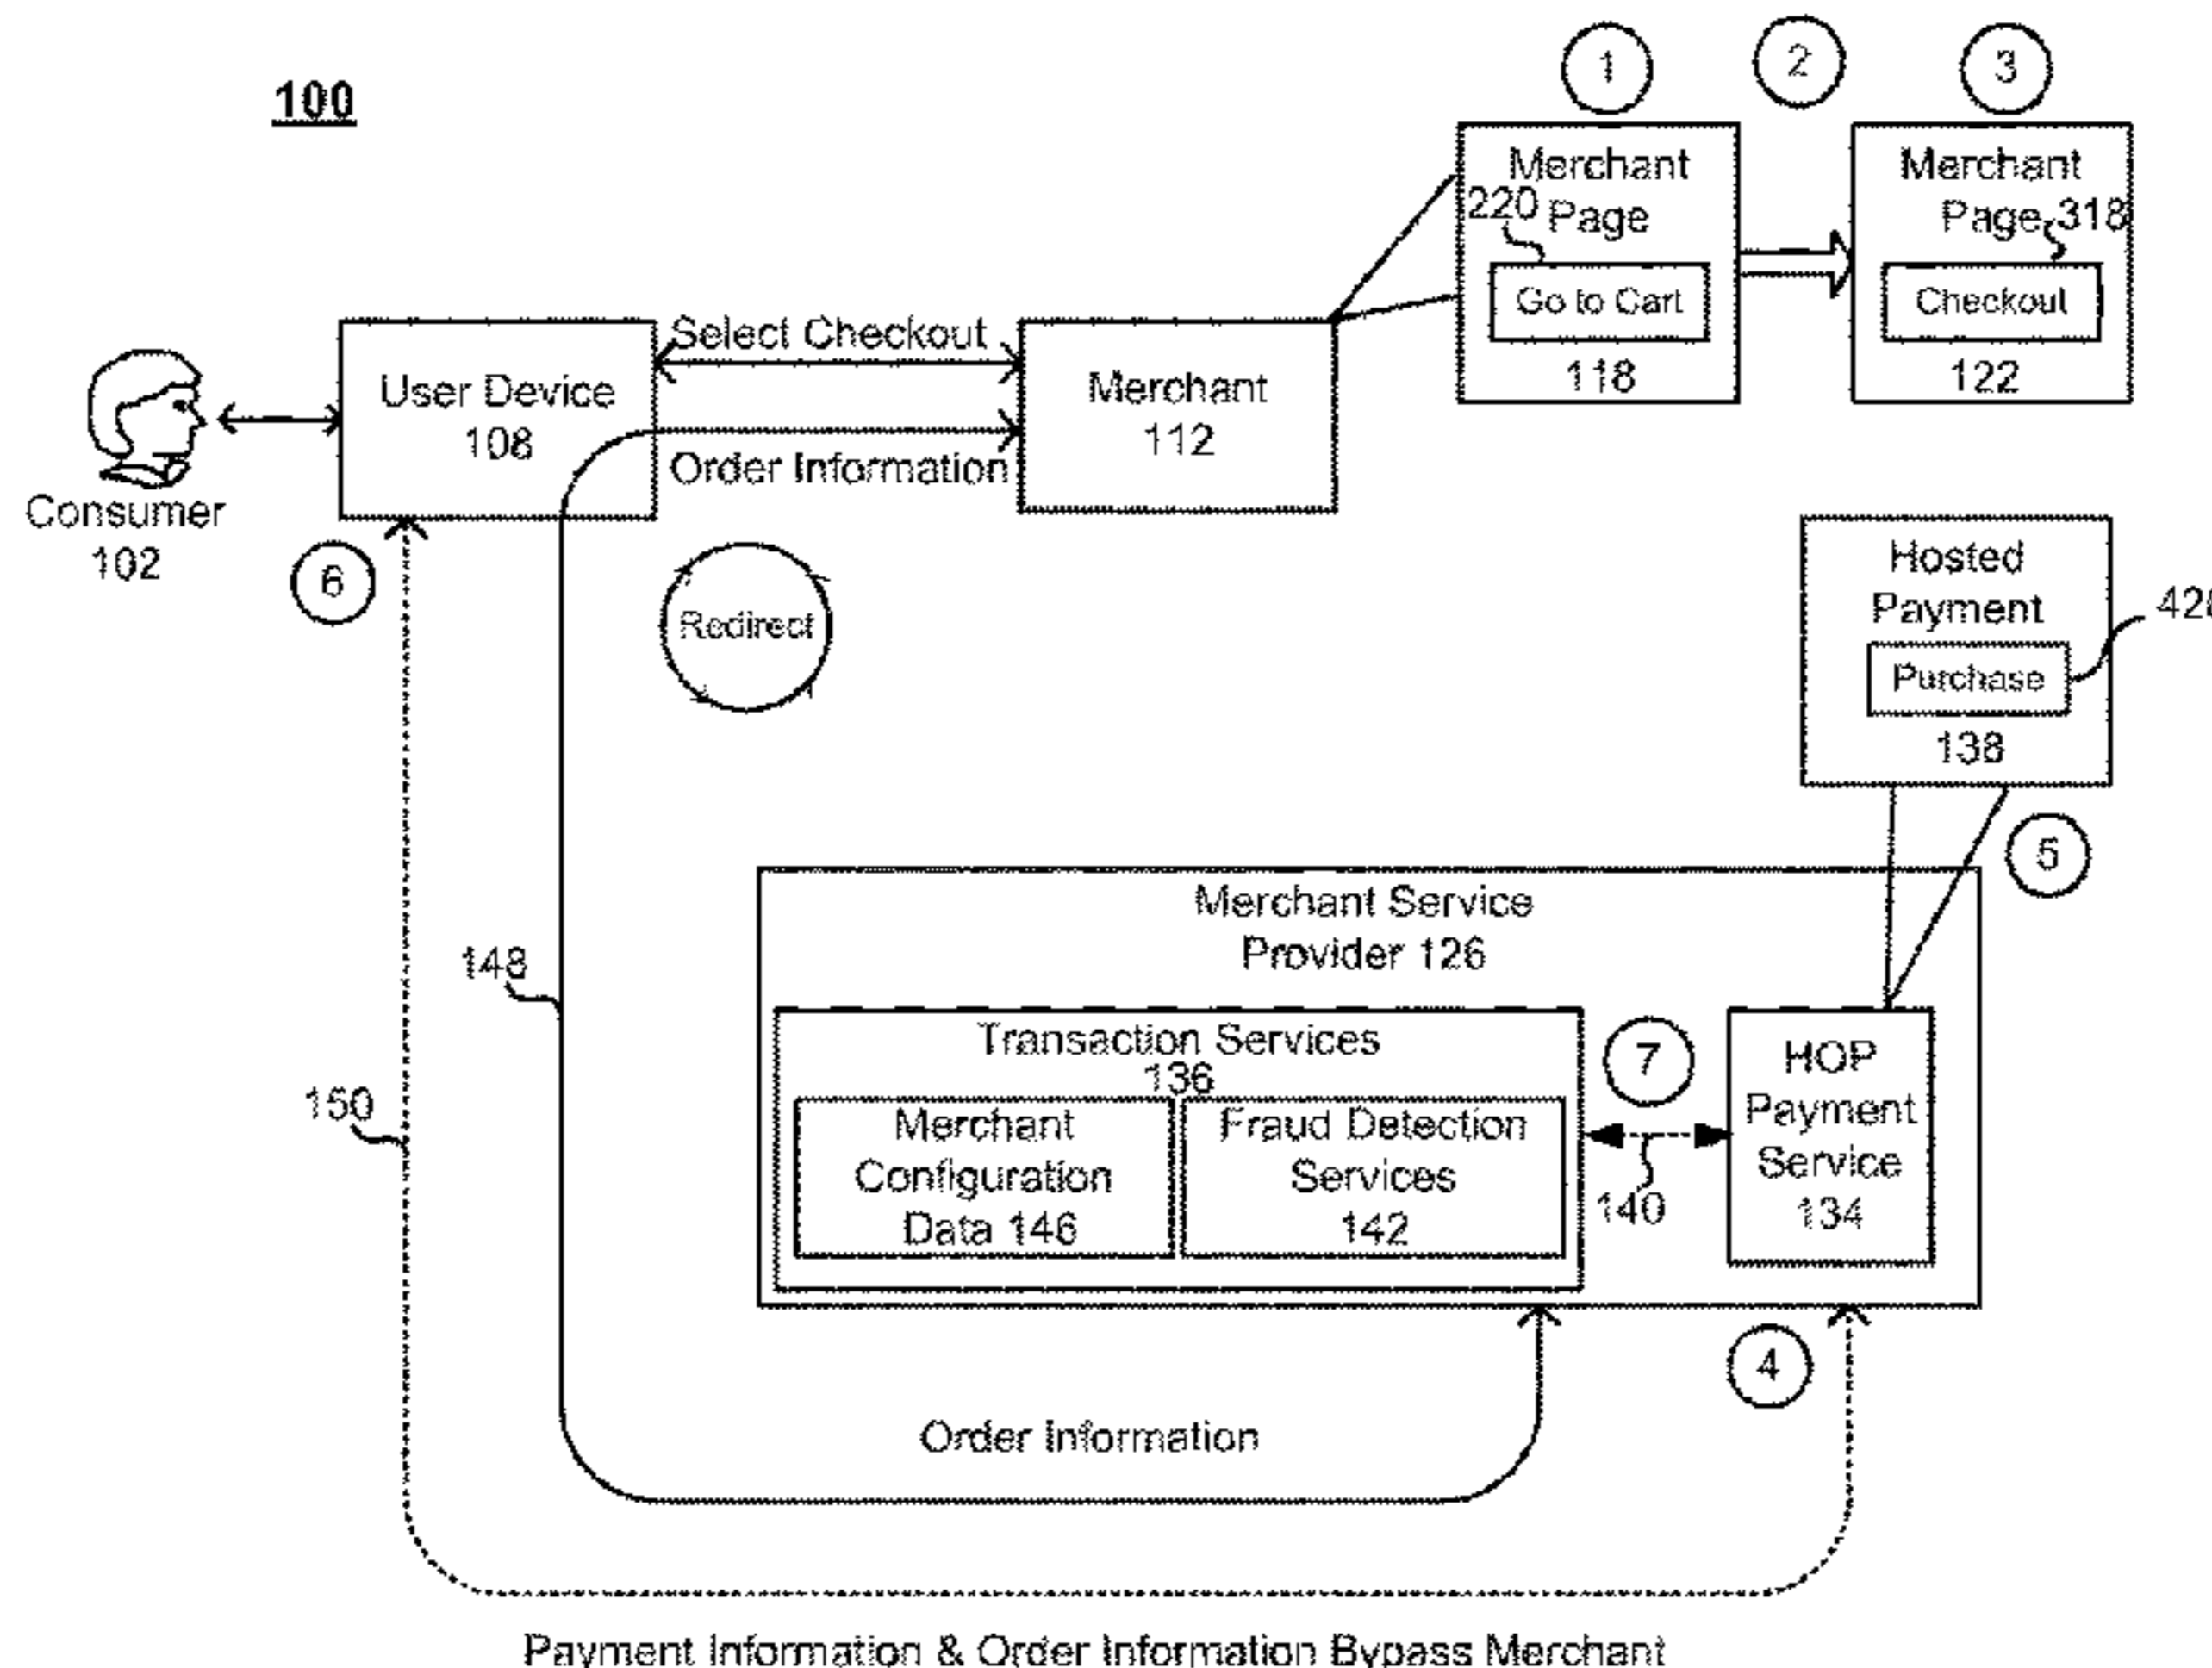 100
1
2
3
Merchant
Page
220
Go to Cart
118
Merchant
Page
318
Checkout
122
Select Checkout
User Device
108
Merchant
112
Order Information
Consumer
102
6
Redirect
Hosted
Payment
Purchase
138
5
Merchant Service
Provider 126
148
Transaction Services
136
7
HOP
Payment
Service
134
Merchant
Configuration
Data 146
Fraud Detection
Services
142
140
150
4
Order Information
Payment Information & Order Information Bypass Merchant